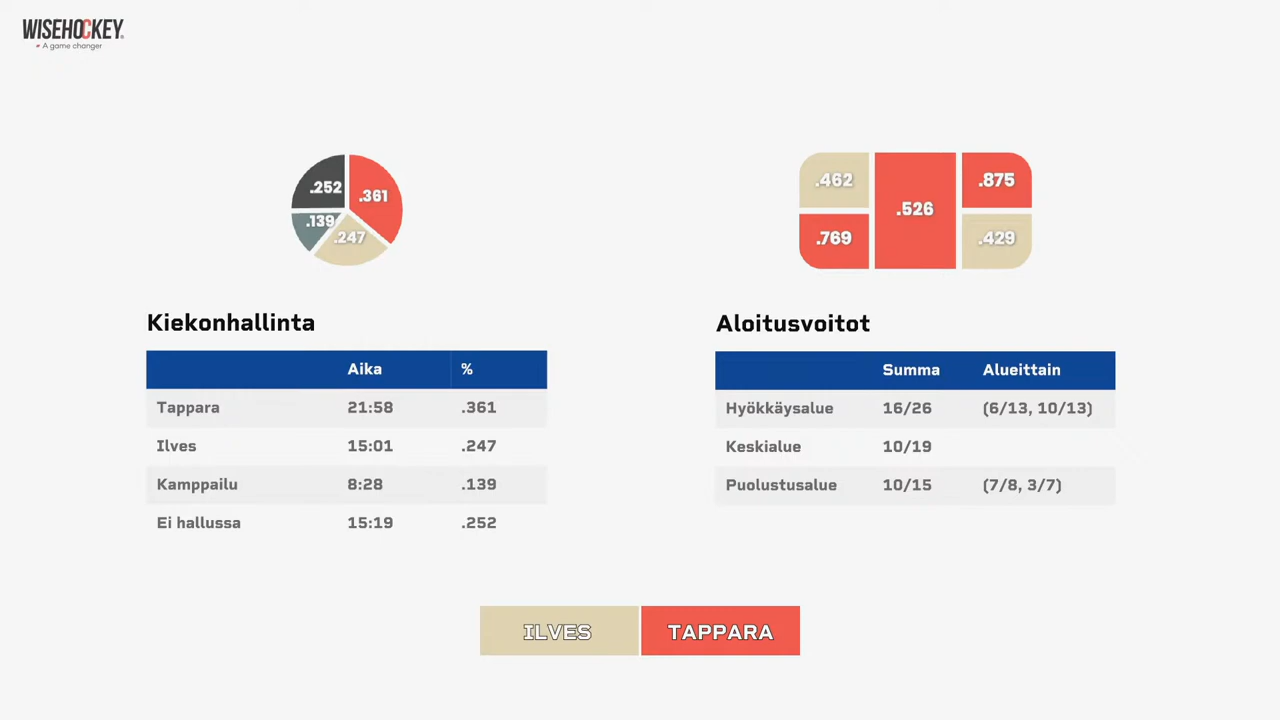 WISEHOCKEY
A game changer
.252
.361
.139
.247
.462
.526
.875
.769
.429
Kiekonhallinta
Aika %
Tappara 21:58 .361
Ilves 15:01 .247
Kamppailu 8:28 .139
Ei hallussa 15:19 .252
Aloitusvoitot
Summa Alueittain
Hyökkäysalue 16/26 (6/13, 10/13)
Keskialue 10/19
Puolustusalue 10/15 (7/8, 3/7)
ILVES TAPPARA